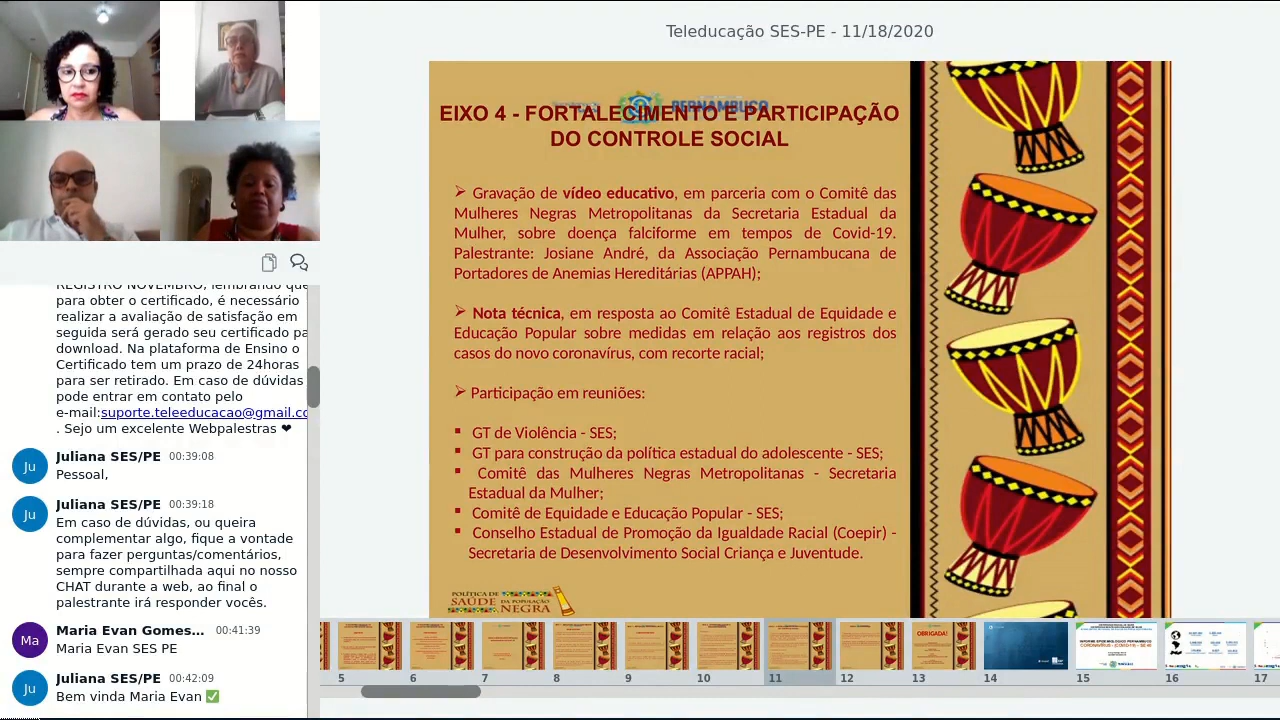 Teleducação SES-PE - 11/18/2020
PERNAMBUCO
EIXO 4 - FORTALECIMENTO E PARTICIPAÇÃO
DO CONTROLE SOCIAL
➢ Gravação de vídeo educativo, em parceria com o Comitê das
Mulheres Negras Metropolitanas da Secretaria Estadual da
Mulher, sobre doença falciforme em tempos de Covid-19.
Palestrante: Josiane André, da Associação Pernambucana de
Portadores de Anemias Hereditárias (APPAH);
➢ Nota técnica, em resposta ao Comitê Estadual de Equidade e
Educação Popular sobre medidas em relação aos registros dos
casos do novo coronavírus, com recorte racial;
➢ Participação em reuniões:
▪ GT de Violência - SES;
▪ GT para construção da política estadual do adolescente - SES;
▪ Comitê das Mulheres Negras Metropolitanas - Secretaria
Estadual da Mulher;
▪ Comitê de Equidade e Educação Popular - SES;
▪ Conselho Estadual de Promoção da Igualdade Racial (Coepir) -
Secretaria de Desenvolvimento Social Criança e Juventude.
POLÍTICA DE
SAÚDE DA POPULAÇÃO
NEGRA
REGISTRO NOVEMBRO, lembrando que
para obter o certificado, é necessário
realizar a avaliação de satisfação em
seguida será gerado seu certificado pa
download. Na plataforma de Ensino o
Certificado tem um prazo de 24horas
para ser retirado. Em caso de dúvidas
pode entrar em contato pelo
e-mail:suporte.teleeducacao@gmail.co
. Sejo um excelente Webpalestras ❤
Ju
Juliana SES/PE 00:39:08
Pessoal,
Ju
Juliana SES/PE 00:39:18
Em caso de dúvidas, ou queira
complementar algo, fique a vontade
para fazer perguntas/comentários,
sempre compartilhada aqui no nosso
CHAT durante a web, ao final o
palestrante irá responder vocês.
Ma
Maria Evan Gomes... 00:41:39
Maria Evan SES PE
Ju
Juliana SES/PE 00:42:09
Bem vinda Maria Evan ✅
OBRIGADA!
5 6 7 8 9 10 11 12 13 14 15 16 17